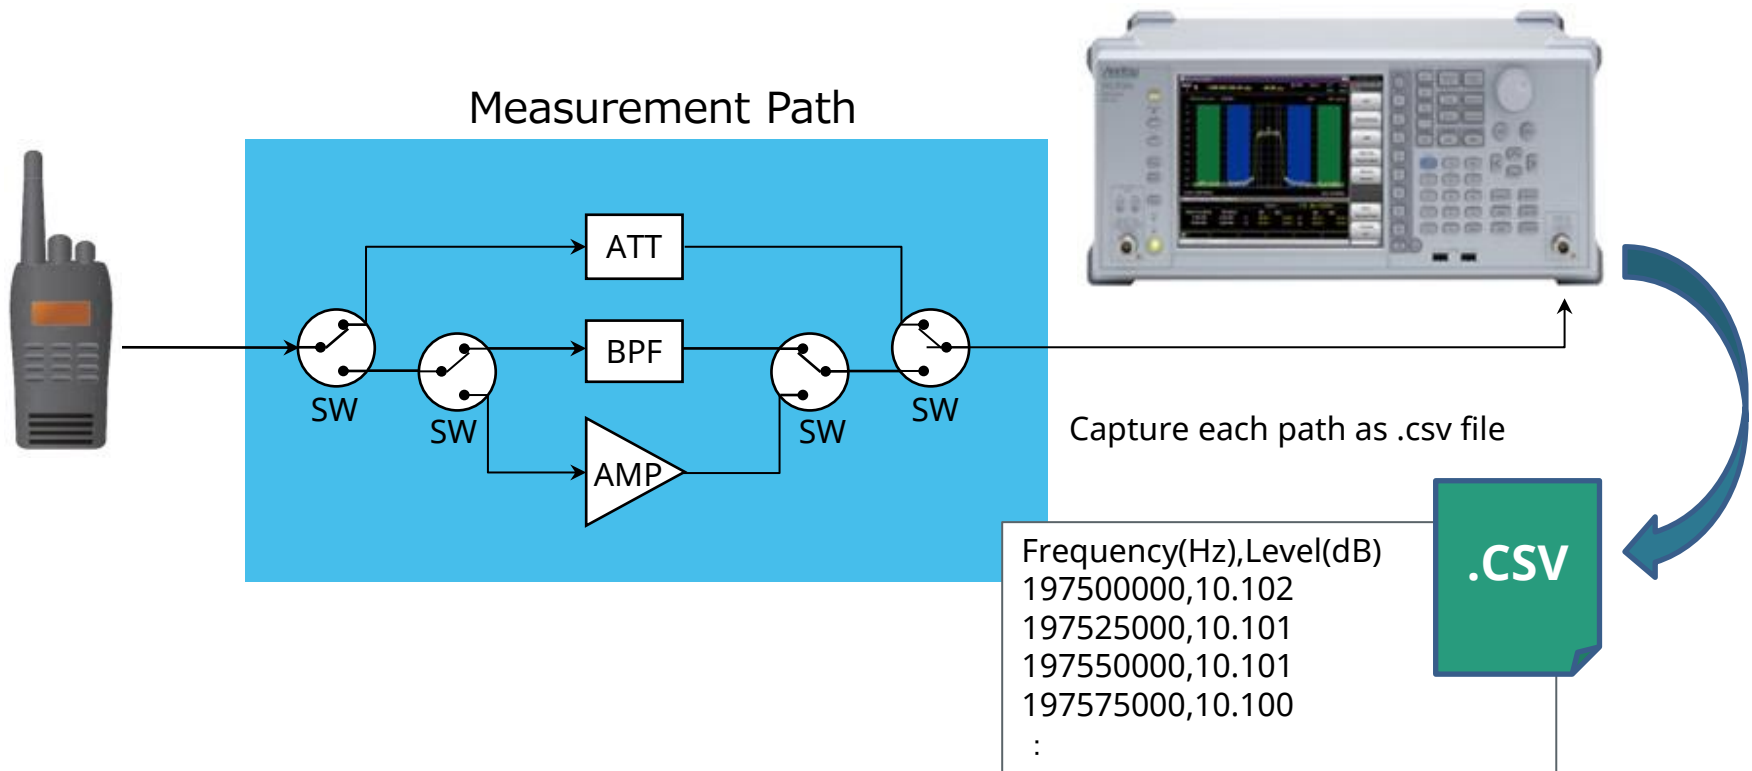 Measurement Path
ATT
BPF
SW
SW
SW
SW
AMP
Capture each path as .csv file
.CSV
Frequency(Hz),Level(dB)
197500000,10.102
197525000,10.101
197550000,10.101
197575000,10.100
: